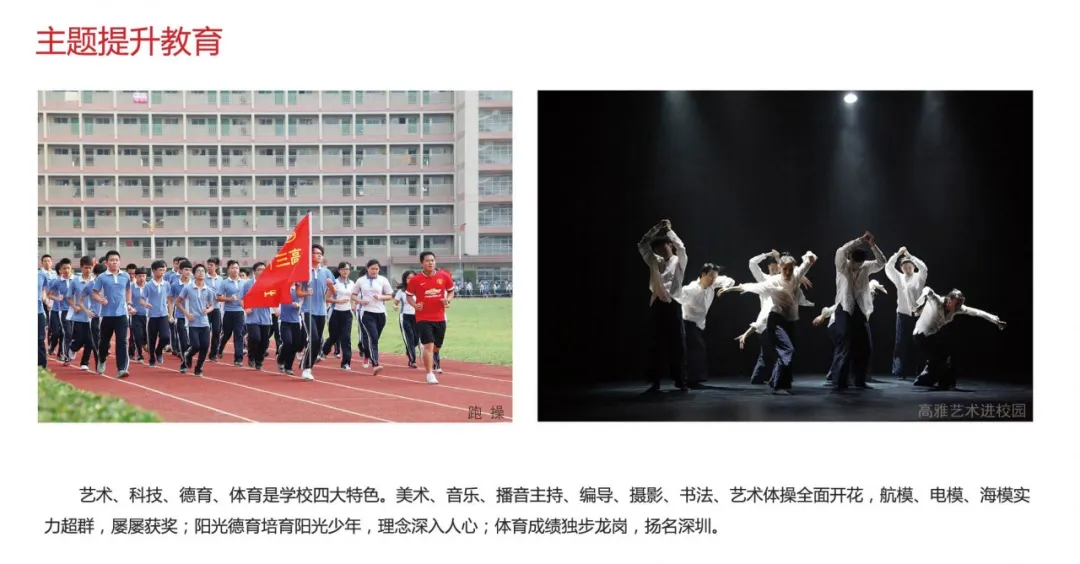 主题提升教育
高三
跑 操
高雅艺术进校园
艺术、科技、德育、体育是学校四大特色。美术、音乐、播音主持、编导、摄影、书法、艺术体操全面开花，航模、电模、海模实
力超群，屡屡获奖；阳光德育培育阳光少年，理念深入人心；体育成绩独步龙岗，扬名深圳。